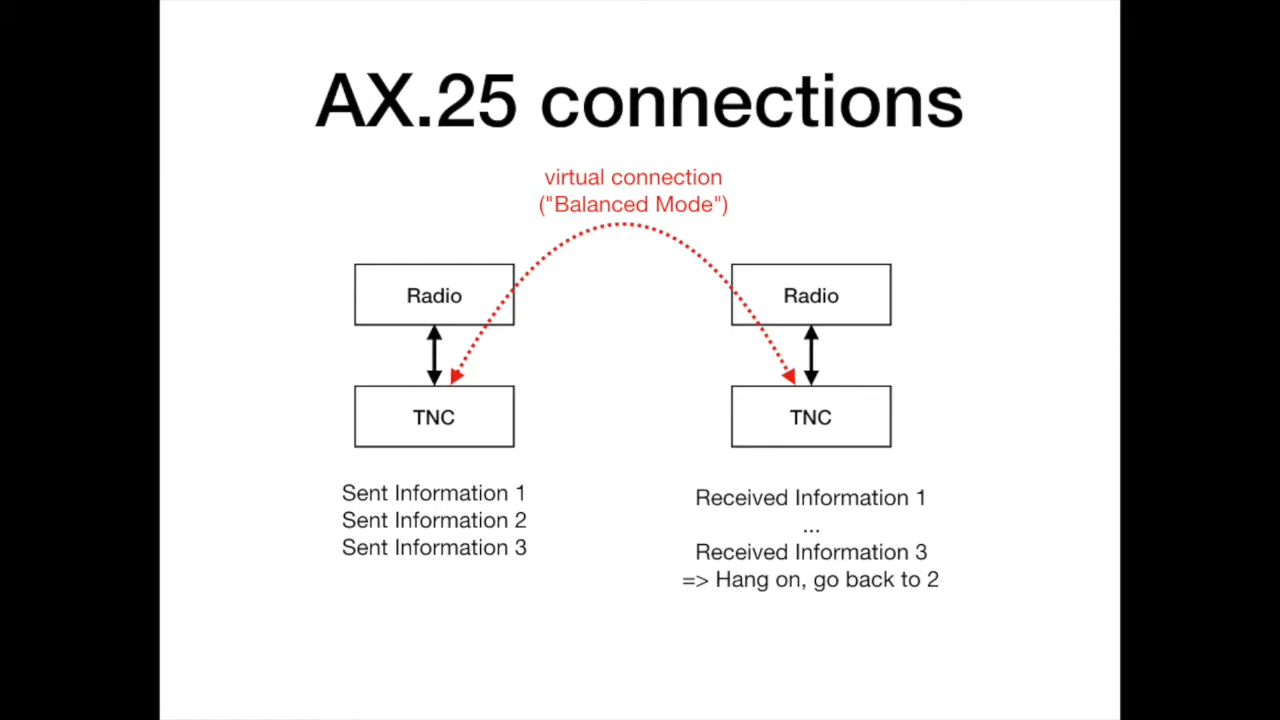 AX.25 connections
virtual connection
("Balanced Mode")
Radio
Radio
TNC
TNC
Sent Information 1
Sent Information 2
Sent Information 3
Received Information 1
...
Received Information 3
=> Hang on, go back to 2